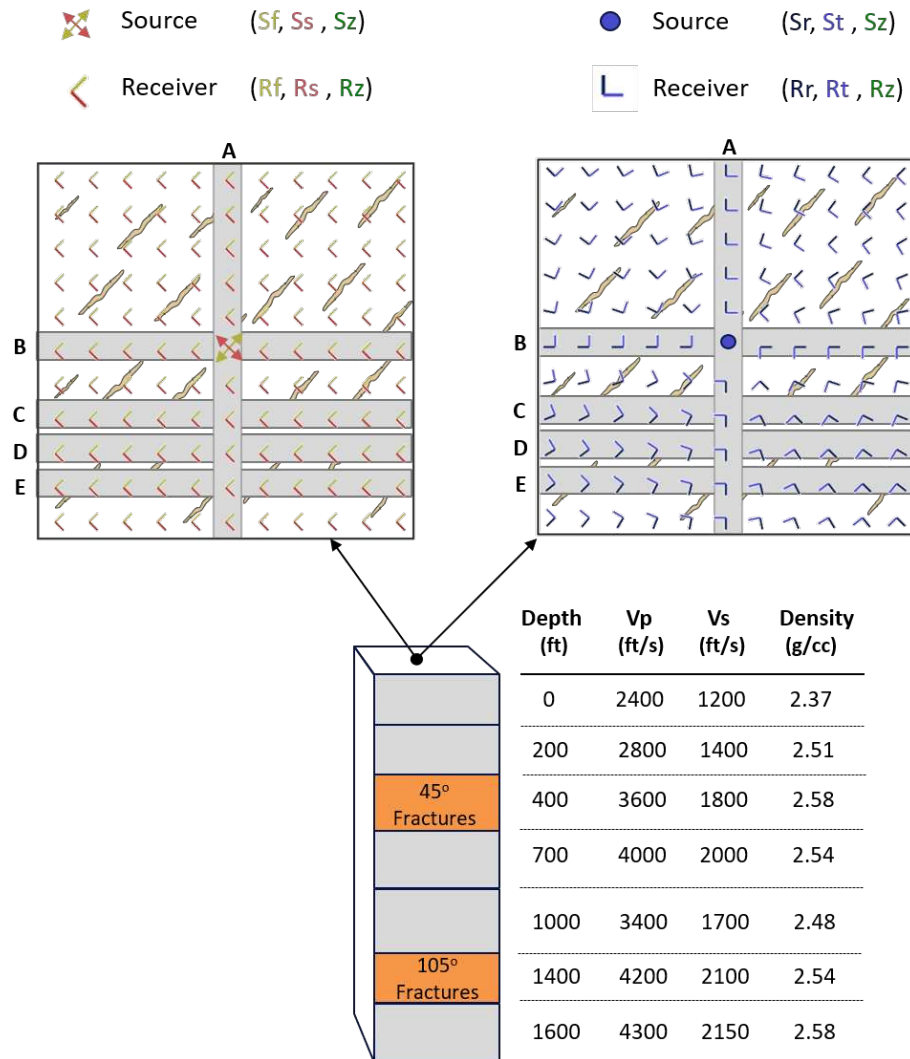 Source (Sf, Ss, Sz)
Source (Sr, St , Sz)
Receiver (Rf, Rs , Rz)
Receiver (Rr, Rt , Rz)
A
A
B
B
C
C
D
D
E
E
Depth (ft) Vp (ft/s) Vs (ft/s) Density (g/cc)
0 2400 1200 2.37
200 2800 1400 2.51
45° Fractures
400 3600 1800 2.58
700 4000 2000 2.54
1000 3400 1700 2.48
105° Fractures
1400 4200 2100 2.54
1600 4300 2150 2.58